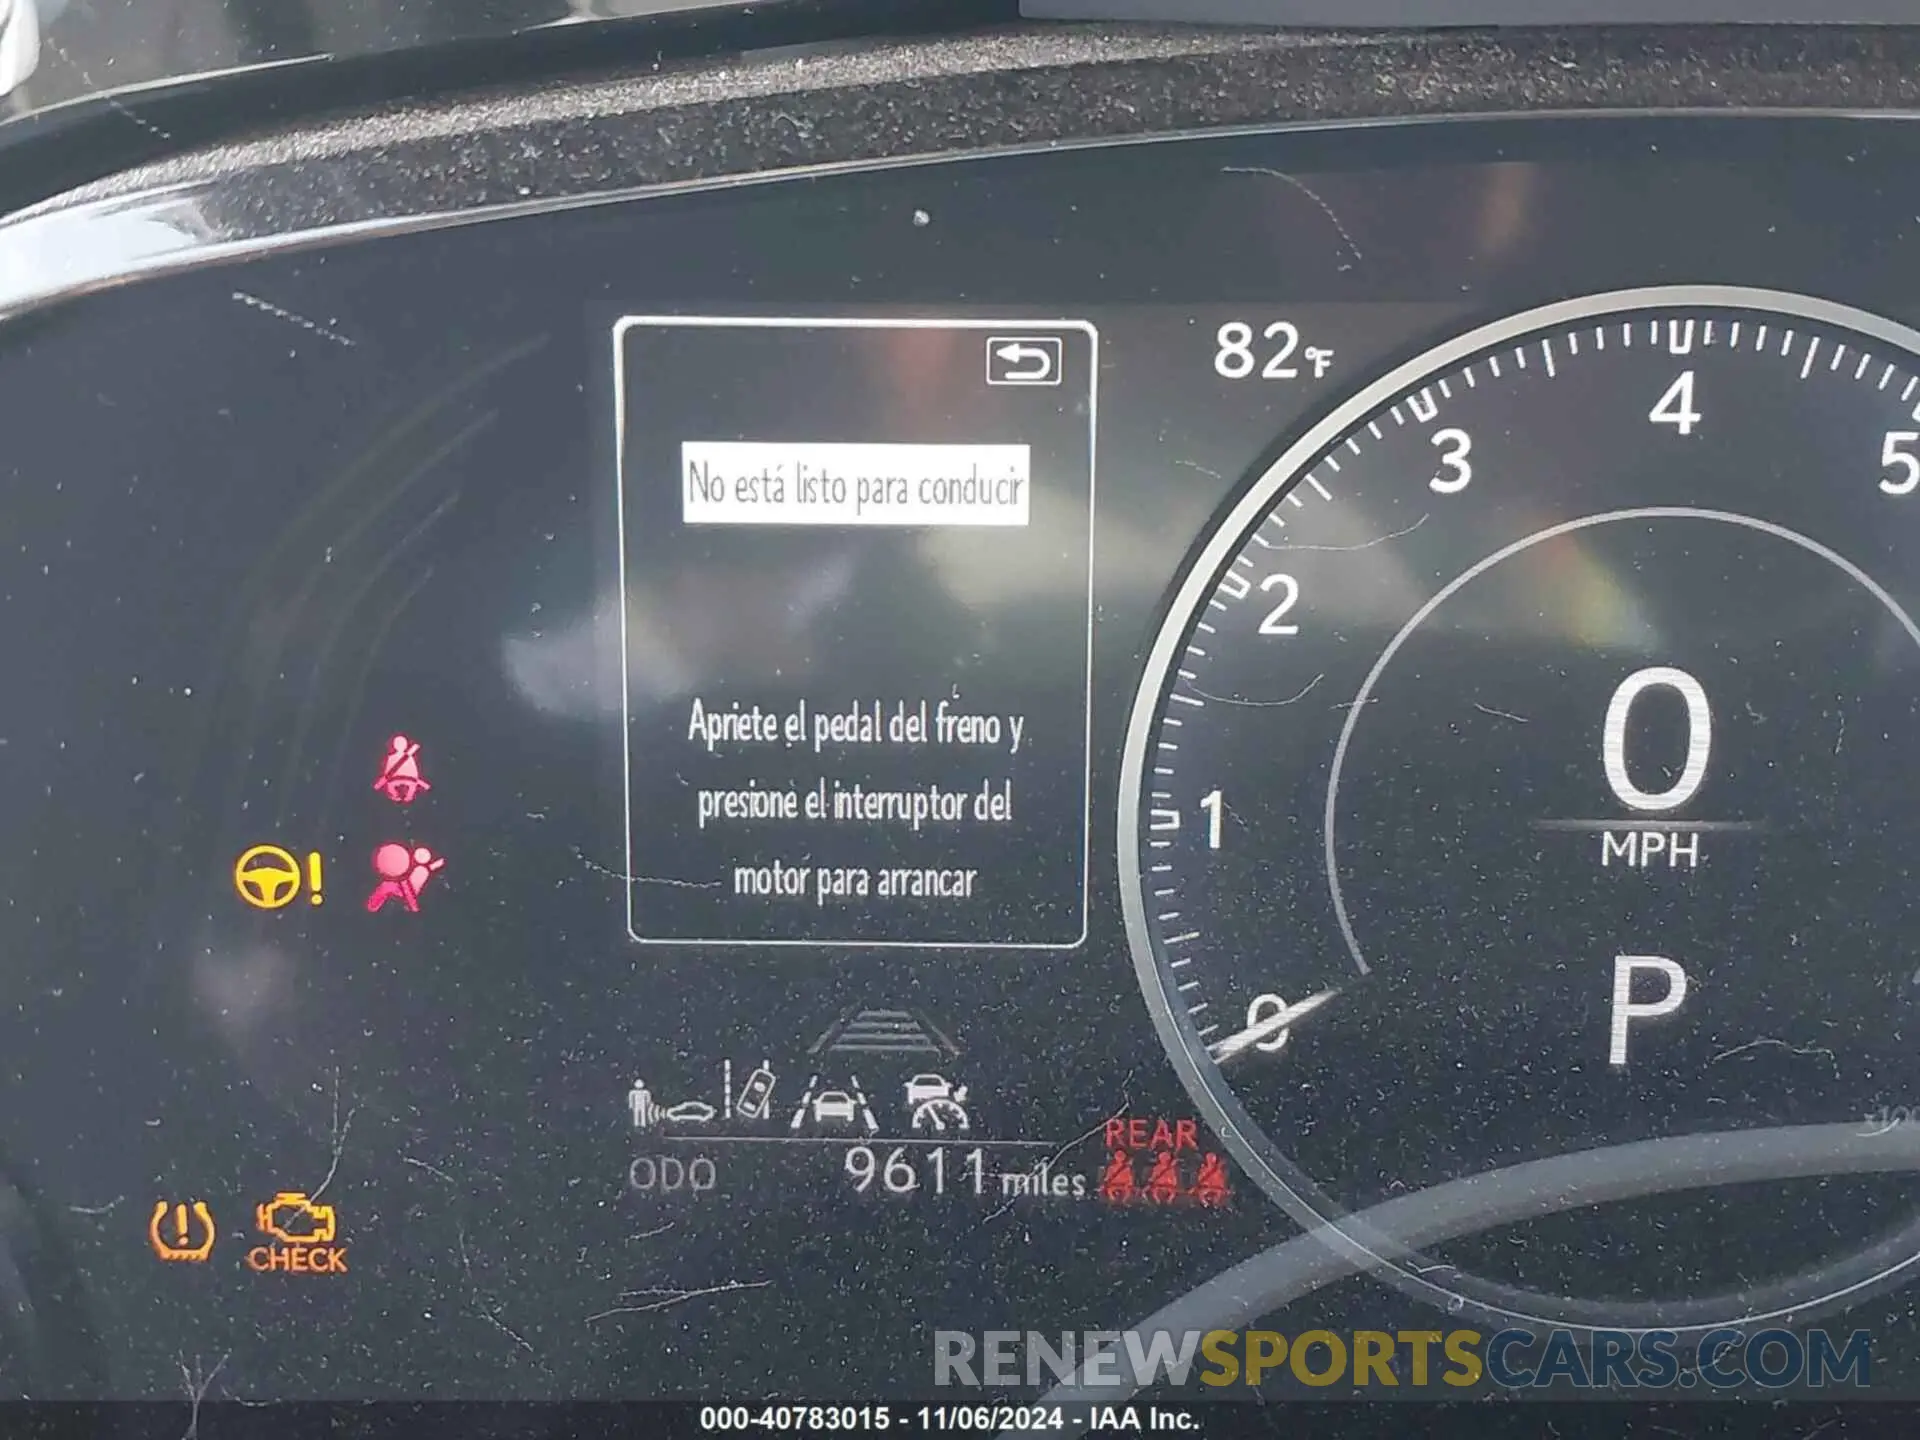 82°F
No está listo para conducir
Apriete el pedal del freno y
presione el interruptor del
motor para arrancar
0
1
2
3
4
5
0
MPH
P
REAR
ODO 9611 miles
CHECK
RENEWSPORTSCARS.COM
000-40783015 - 11/06/2024 - IAA Inc.